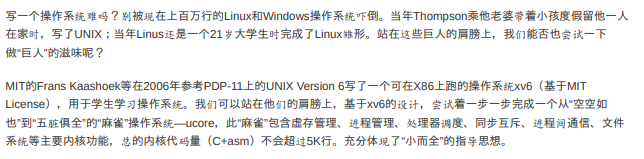 写一个操作系统难吗？别被现在上百万行的Linux和Windows操作系统吓倒。当年Thompson乘他老婆带着小孩度假留他一人
在家时，写了UNIX；当年Linus还是一个21岁大学生时完成了Linux雏形。站在这些巨人的肩膀上，我们能否也尝试一下
做“巨人”的滋味呢？
MIT的Frans Kaashoek等在2006年参考PDP-11上的UNIX Version 6写了一个可在X86上跑的操作系统xv6（基于MIT
License），用于学生学习操作系统。我们可以站在他们的肩膀上，基于xv6的设计，尝试着一步一步完成一个从“空空如
也”到“五脏俱全”的“麻雀”操作系统—ucore，此“麻雀”包含虚存管理、进程管理、处理器调度、同步互斥、进程间通信、文件
系统等主要内核功能，总的内核代码量（C+asm）不会超过5K行。充分体现了“小而全”的指导思想。